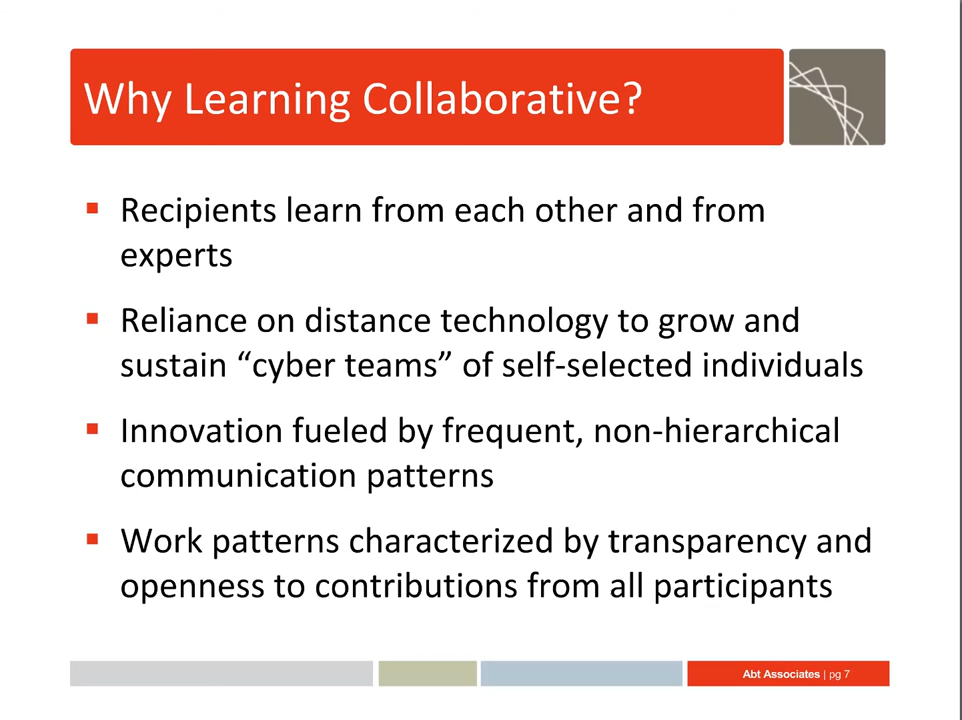 Why Learning Collaborative?
▪ Recipients learn from each other and from
experts
▪ Reliance on distance technology to grow and
sustain “cyber teams” of self-selected individuals
▪ Innovation fueled by frequent, non-hierarchical
communication patterns
▪ Work patterns characterized by transparency and
openness to contributions from all participants
Abt Associates | pg 7